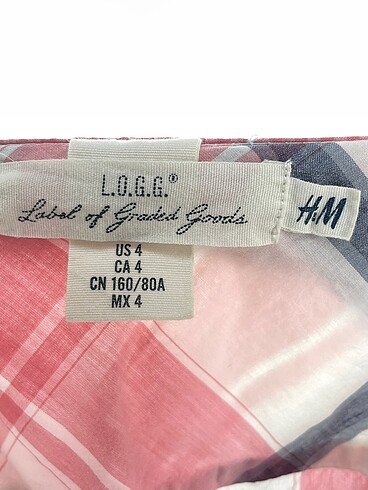 L.O.G.G.®
Label of Graded Goods
H&M
US 4
CA 4
CN 160/80A
MX 4